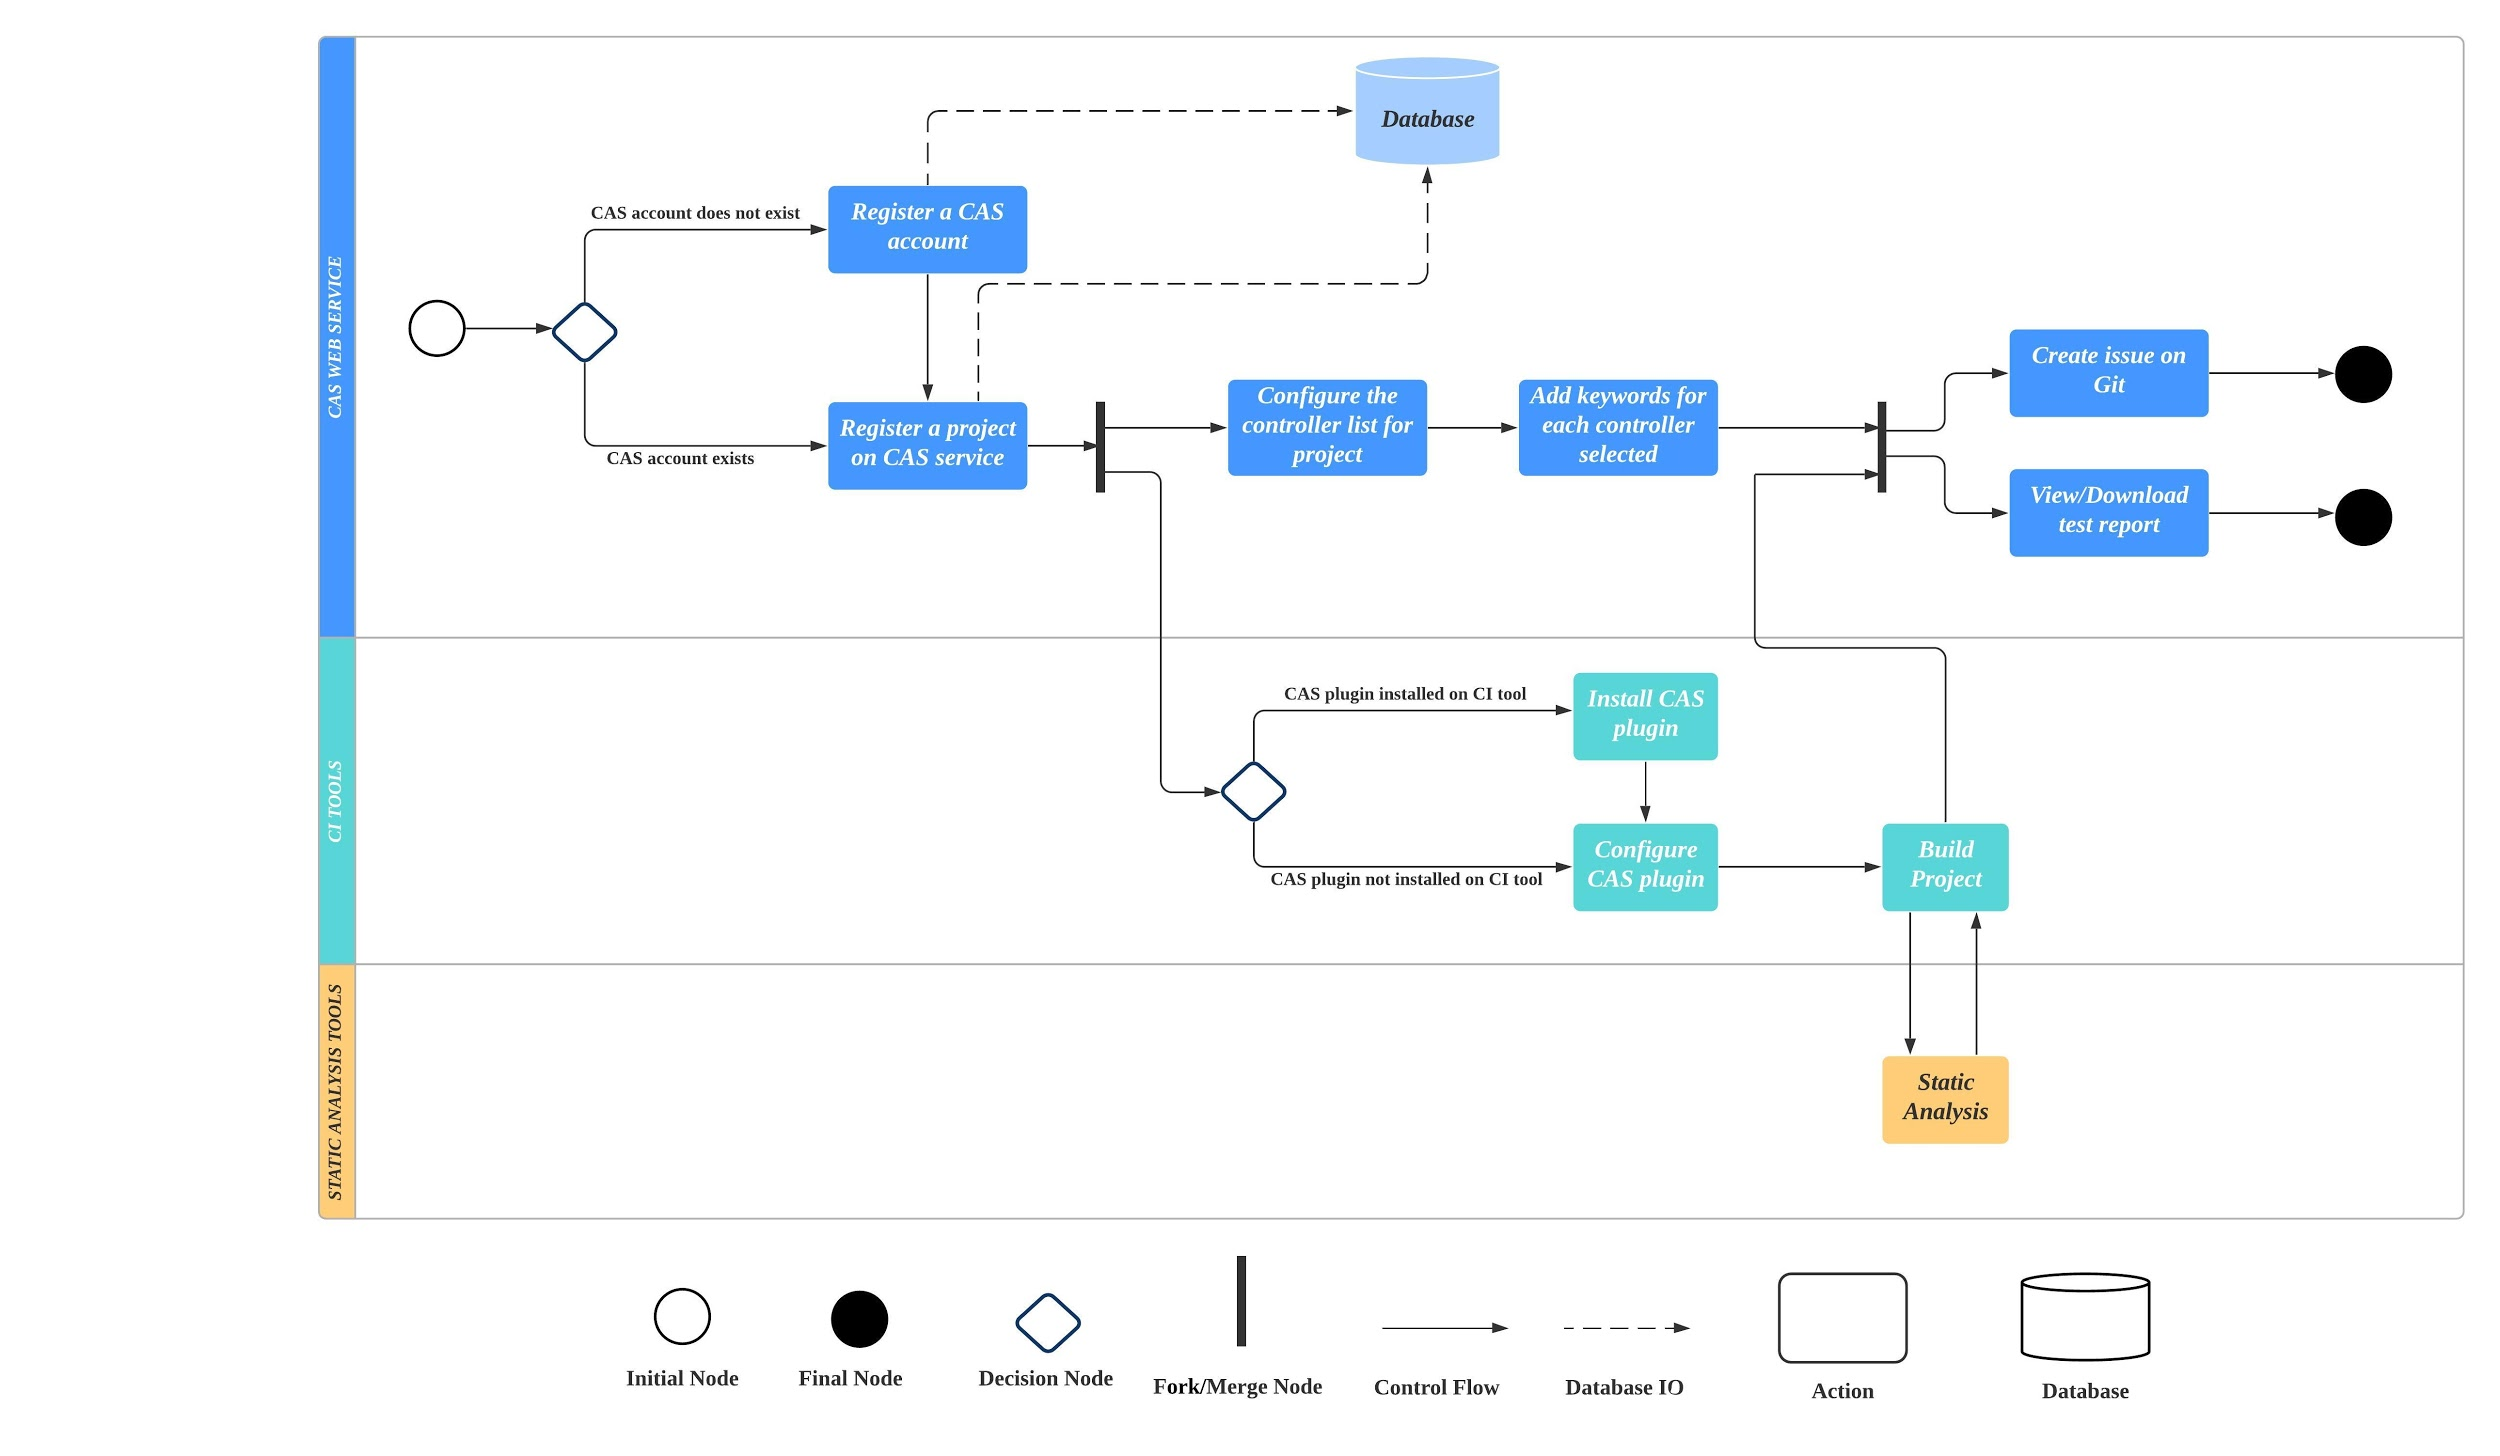 CAS WEB SERVICE
Database
CAS account does not exist
Register a CAS
account
CAS account exists
Register a project
on CAS service
Configure the
controller list for
project
Add keywords for
each controller
selected
Create issue on
Git
View/Download
test report
CI TOOLS
CAS plugin installed on CI tool
Install CAS
plugin
CAS plugin not installed on CI tool
Configure
CAS plugin
Build
Project
STATIC ANALYSIS TOOLS
Static
Analysis
Initial Node
Final Node
Decision Node
Fork/Merge Node
Control Flow
Database IO
Action
Database